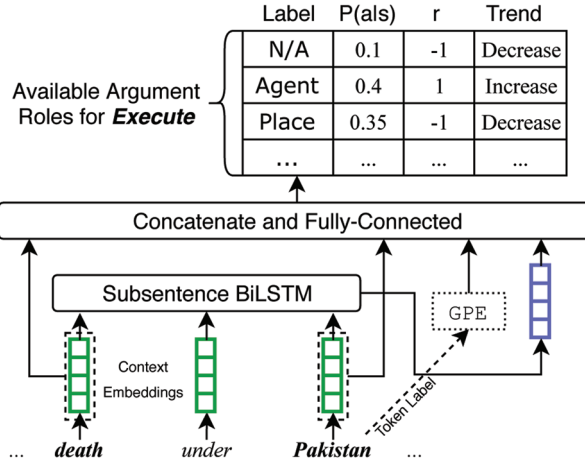 Label P(als) r Trend
N/A 0.1 -1 Decrease
Agent 0.4 1 Increase
Place 0.35 -1 Decrease
... ... ... ...
Available Argument
Roles for Execute
Concatenate and Fully-Connected
Subsentence BiLSTM
GPE
Context
Embeddings
Token Label
... death under Pakistan ...